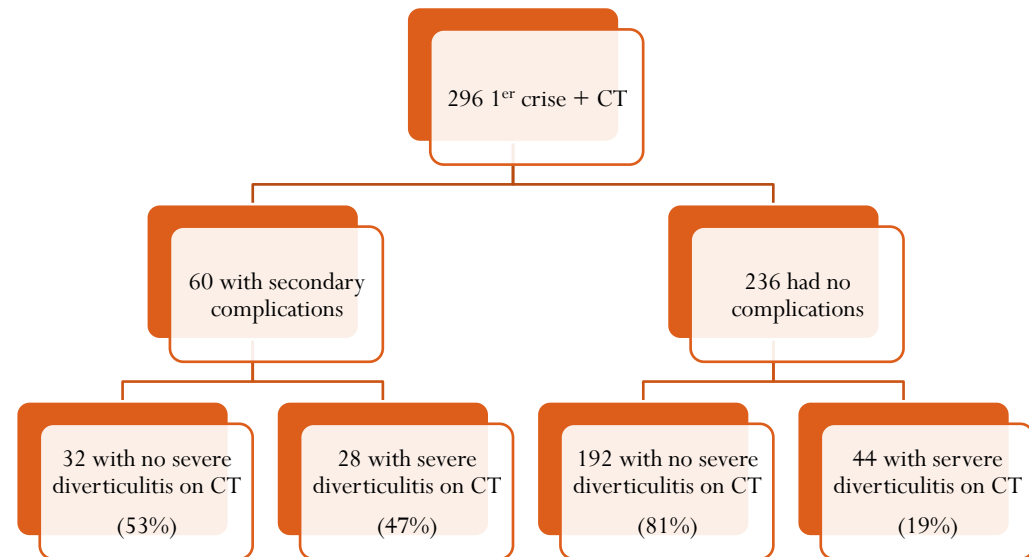 296 1er crise + CT
60 with secondary
complications
236 had no
complications
32 with no severe
diverticulitis on CT
(53%)
28 with severe
diverticulitis on CT
(47%)
192 with no severe
diverticulitis on CT
(81%)
44 with servere
diverticulitis on CT
(19%)